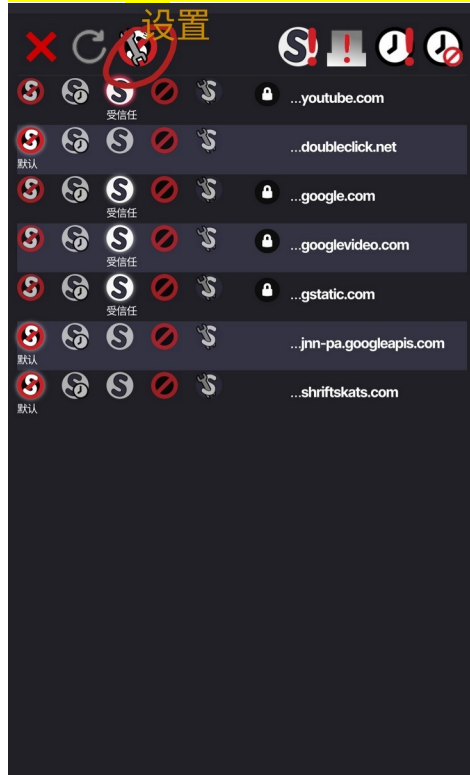 设置
…youtube.com
受信任
…doubleclick.net
默认
…google.com
受信任
…googlevideo.com
受信任
…gstatic.com
受信任
…jnn-pa.googleapis.com
默认
…shriftskats.com
默认